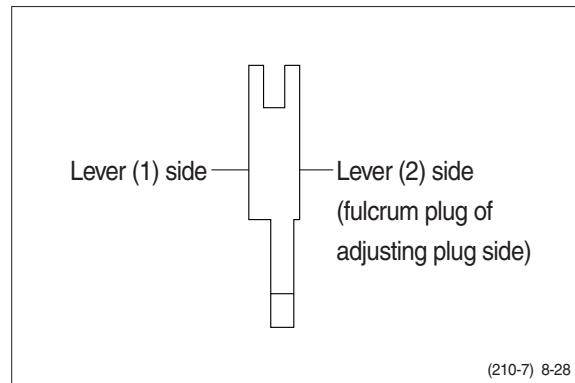 Lever (1) side
Lever (2) side
(fulcrum plug of
adjusting plug side)
(210-7) 8-28